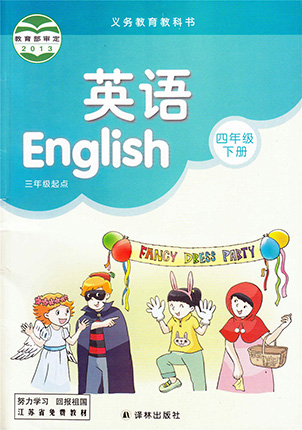 义务教育教科书
教育部审定
2013
英语
English
四年级
下册
三年级起点
FANCY DRESS PARTY
努力学习 回报祖国
江苏省免费教材
译林出版社